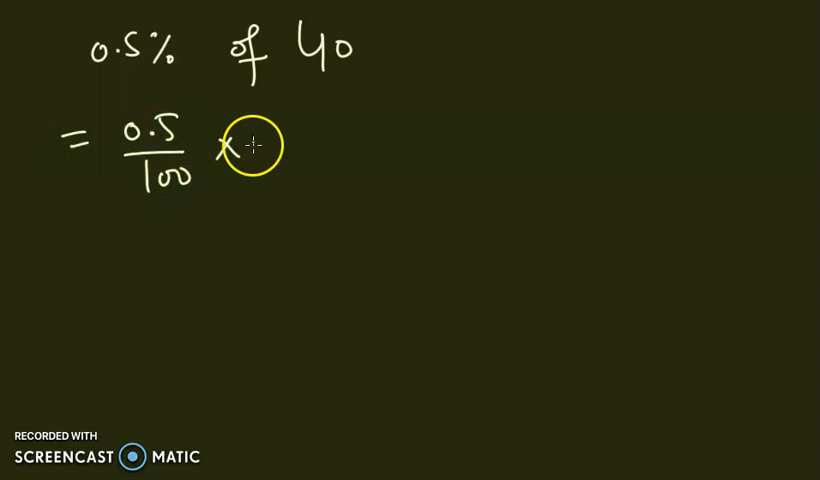 0.5% of 40
= 0.5/100 ×
RECORDED WITH
SCREENCAST MATIC